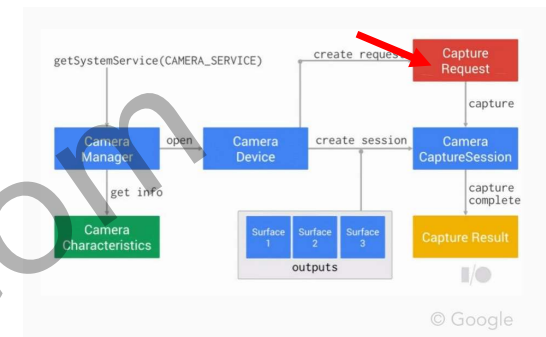 getSystemService(CAMERA_SERVICE)
create request
Capture
Request
capture
Camera
Manager
open
Camera
Device
create session
Camera
CaptureSession
get info
capture
complete
Camera
Characteristics
Surface
1
Surface
2
Surface
3
outputs
Capture Result
I/O
© Google
om